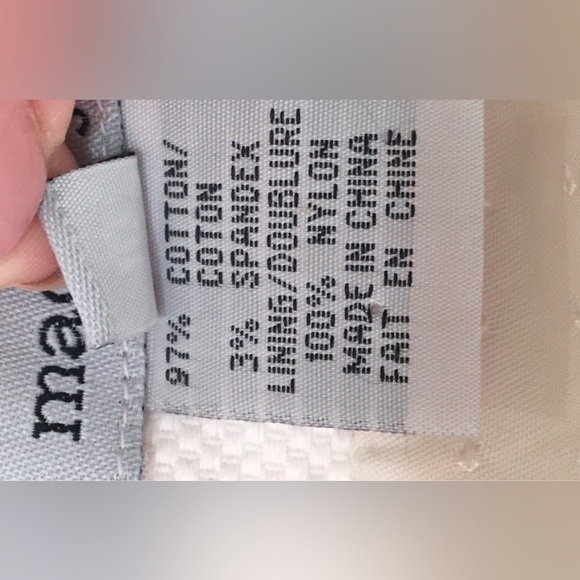 97% COTTON/
COTON
3% SPANDEX
LINING/DOUBLURE
100% NYLON
MADE IN CHINA
FAIT EN CHINE